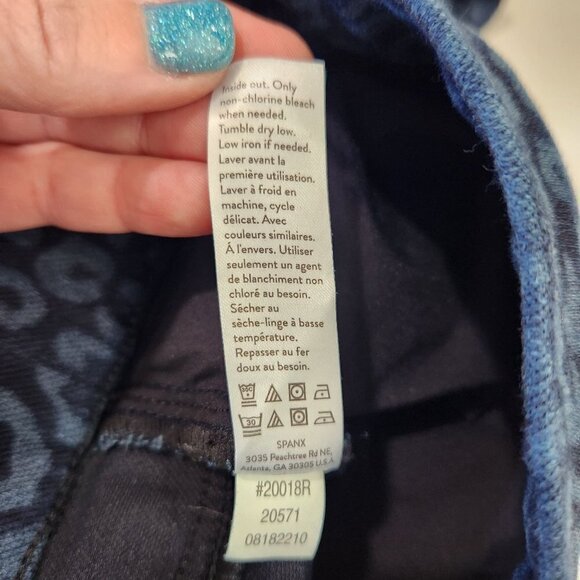 Inside out. Only
non-chlorine bleach
when needed.
Tumble dry low.
Low iron if needed.
Laver avant la
première utilisation.
Laver à froid en
machine, cycle
délicat. Avec
couleurs similaires.
Á l'envers. Utiliser
seulement un agent
de blanchiment non
chloré au besoin.
Sécher au
sèche-linge à basse
température.
Repasser au fer
doux au besoin.
30
SPANX
3035 Peachtree Rd NE,
Atlanta, GA 30305 U.S.A
#20018R
20571
08182210